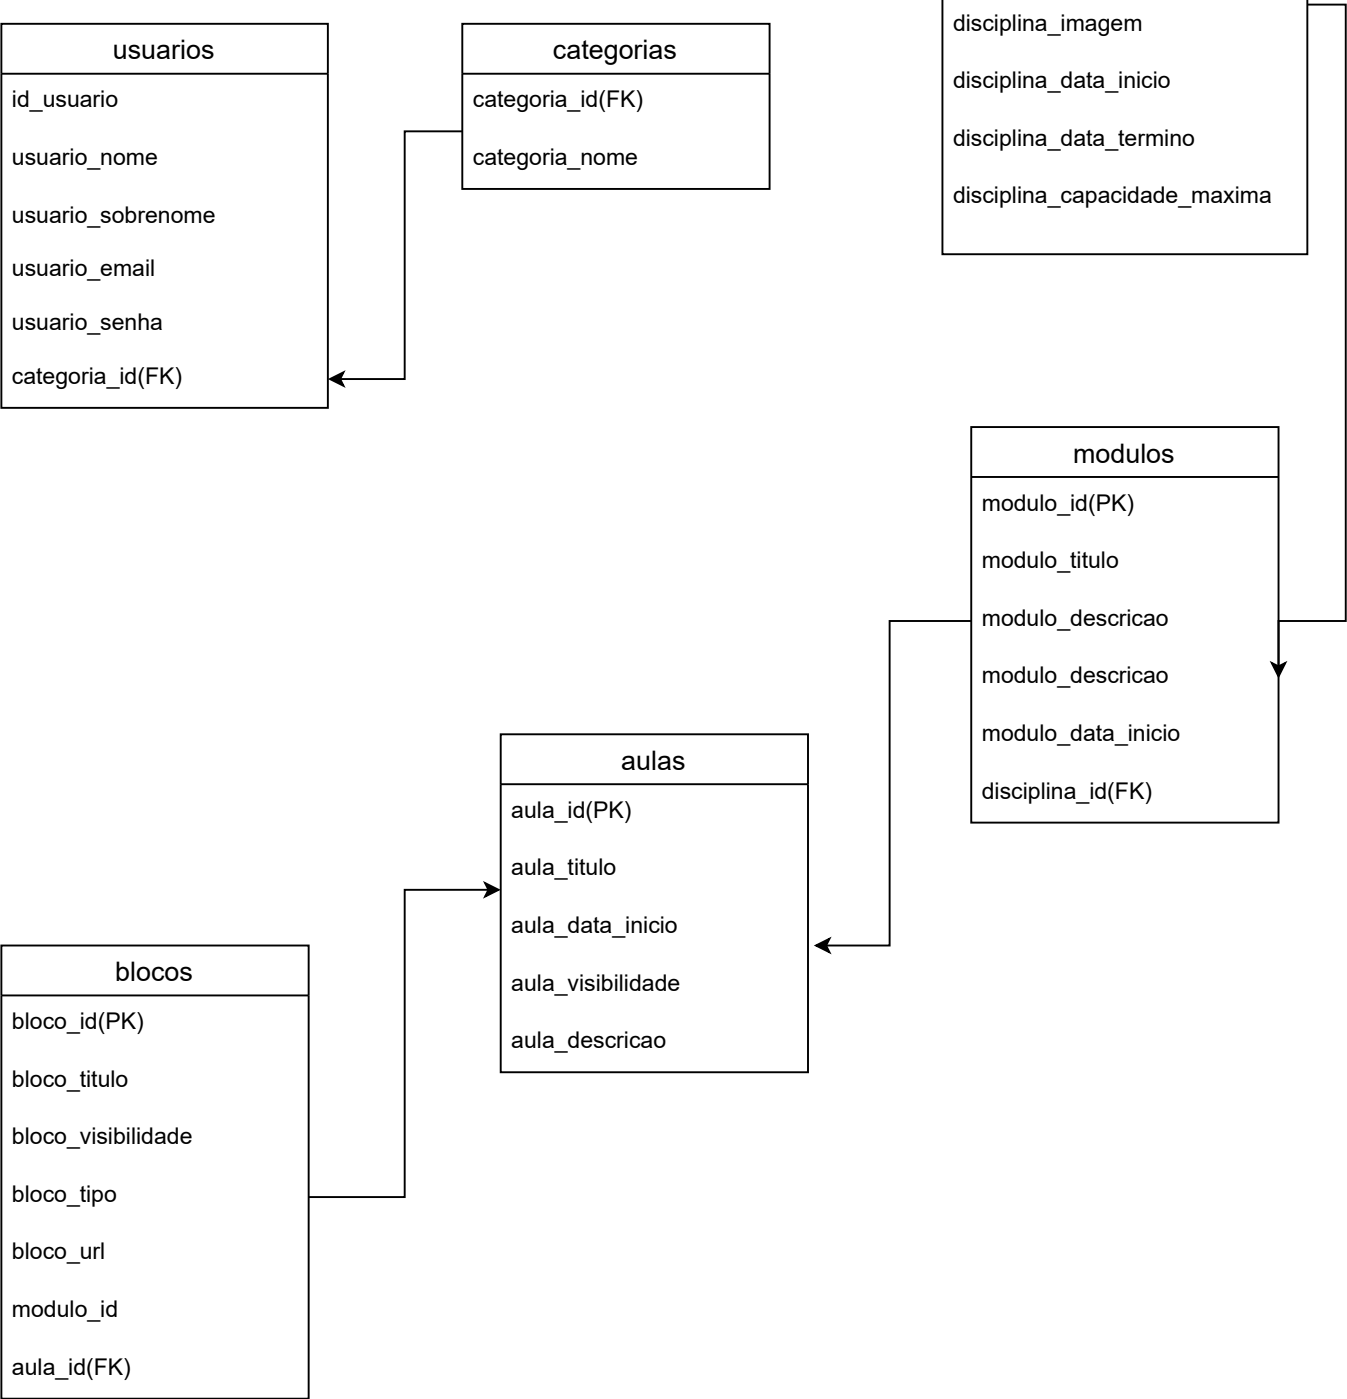 disciplina_imagem
disciplina_data_inicio
disciplina_data_termino
disciplina_capacidade_maxima
usuarios
id_usuario
usuario_nome
usuario_sobrenome
usuario_email
usuario_senha
categoria_id(FK)
categorias
categoria_id(FK)
categoria_nome
modulos
modulo_id(PK)
modulo_titulo
modulo_descricao
modulo_descricao
modulo_data_inicio
disciplina_id(FK)
aulas
aula_id(PK)
aula_titulo
aula_data_inicio
aula_visibilidade
aula_descricao
blocos
bloco_id(PK)
bloco_titulo
bloco_visibilidade
bloco_tipo
bloco_url
modulo_id
aula_id(FK)